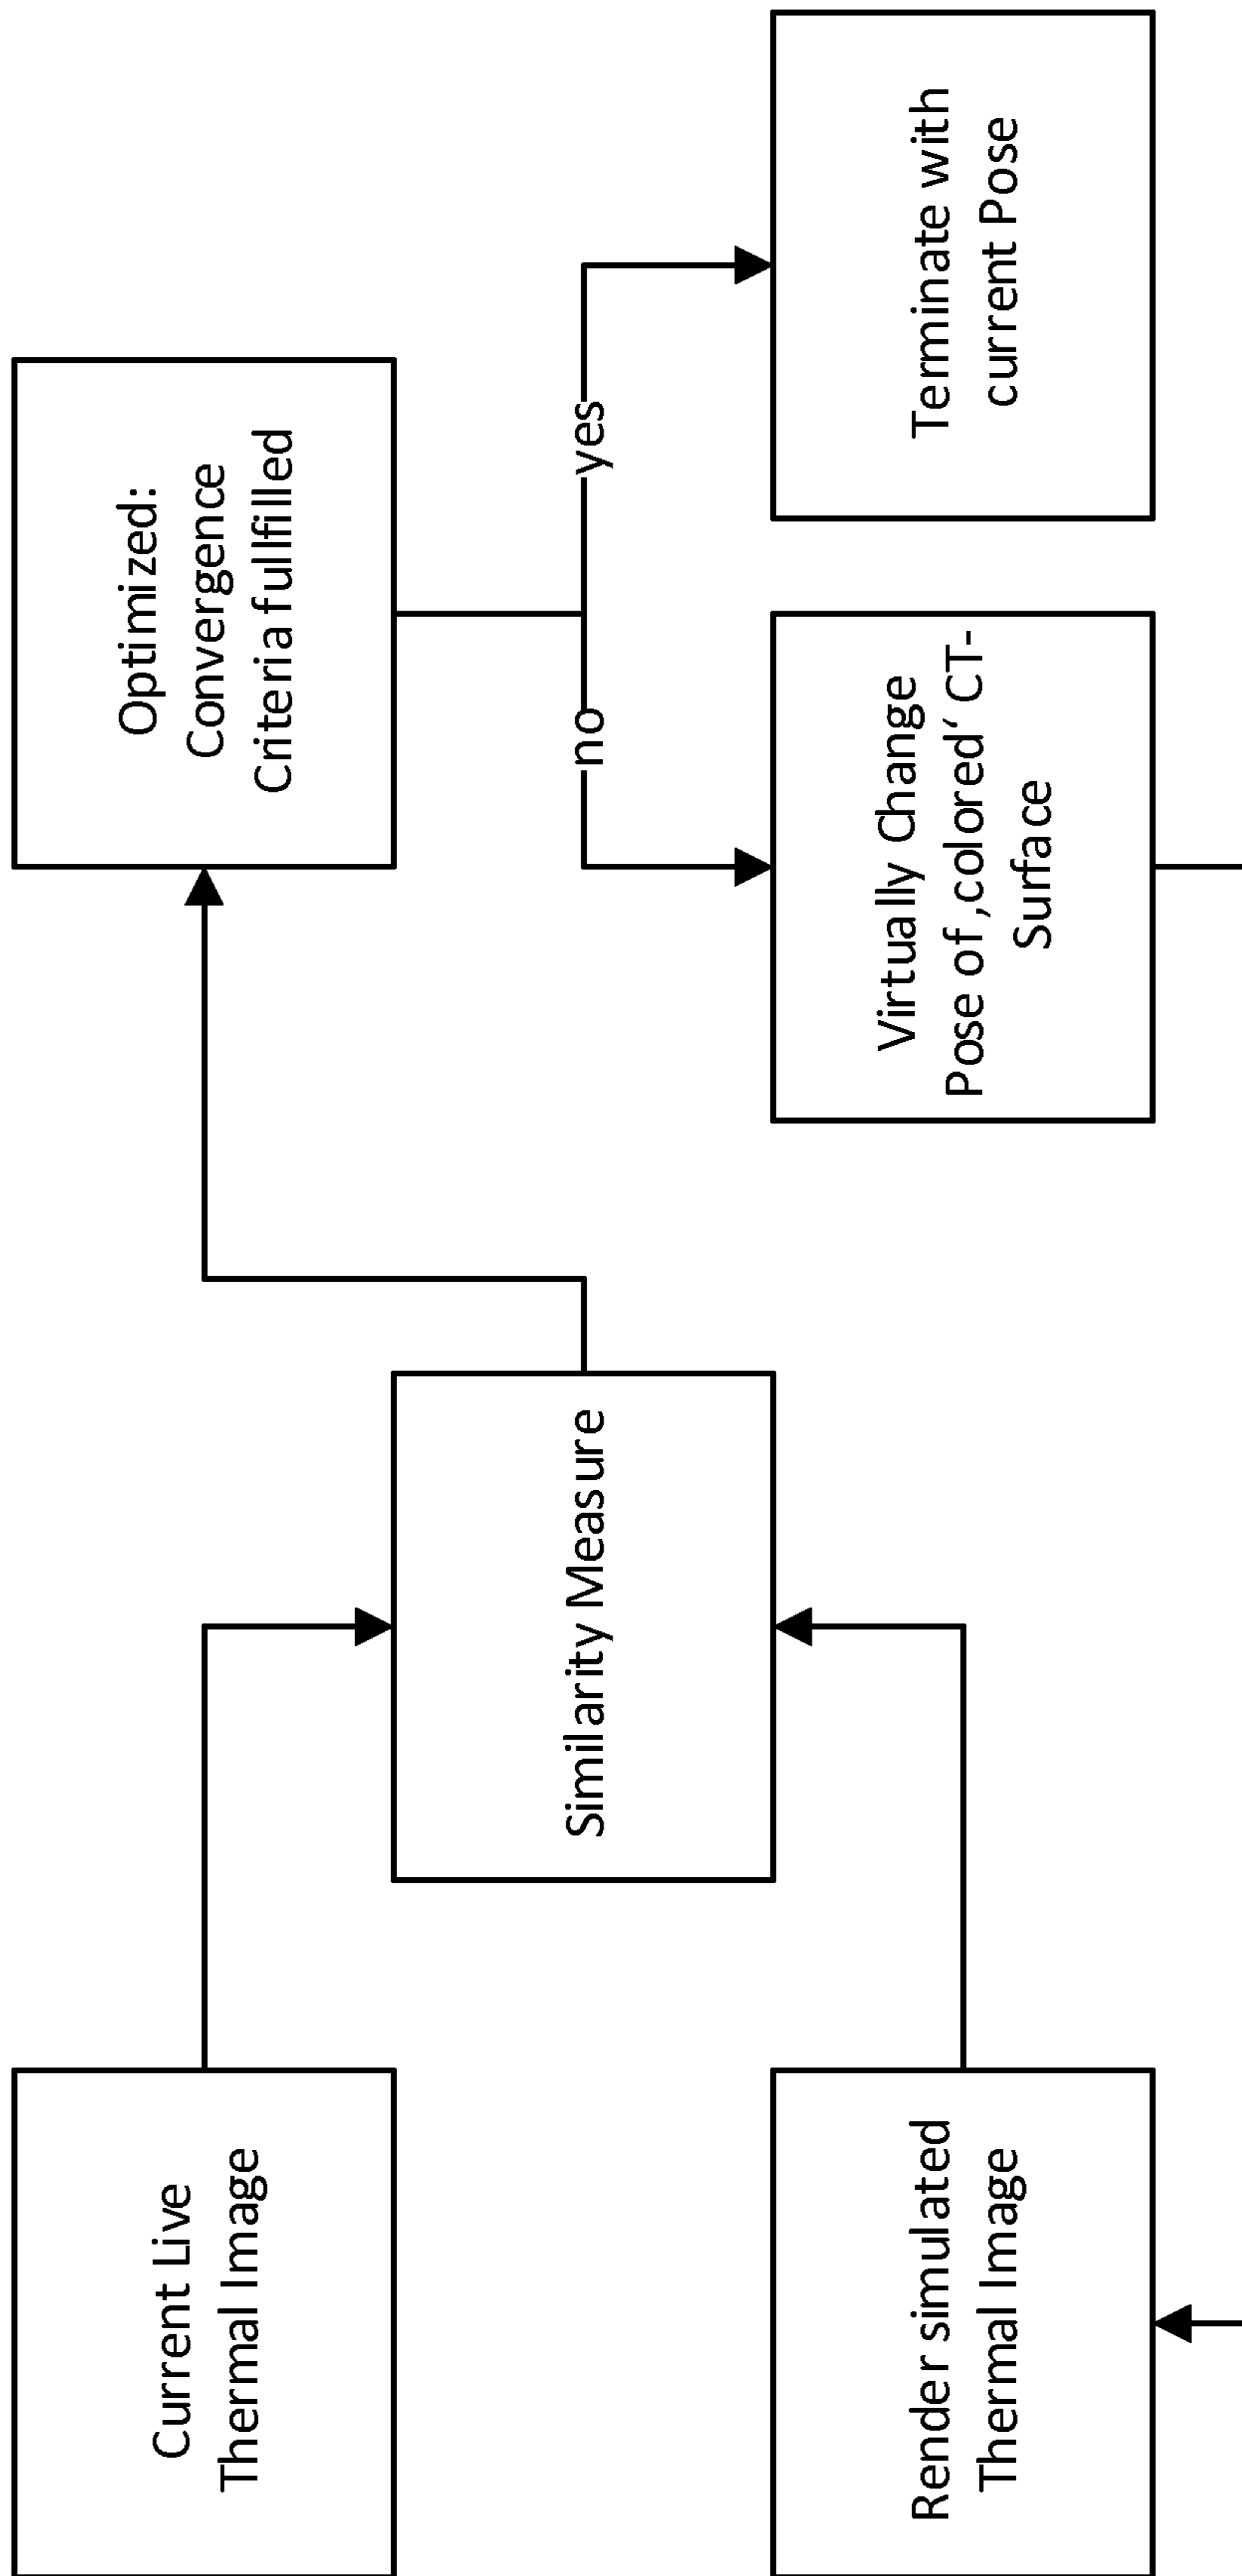 Current Live
Thermal Image
Render simulated
Thermal Image
Similarity Measure
Optimized:
Convergence
Criteria fullfilled
no
yes
Virtually Change
Pose of ‚colored‘ CT-
Surface
Terminate with
current Pose